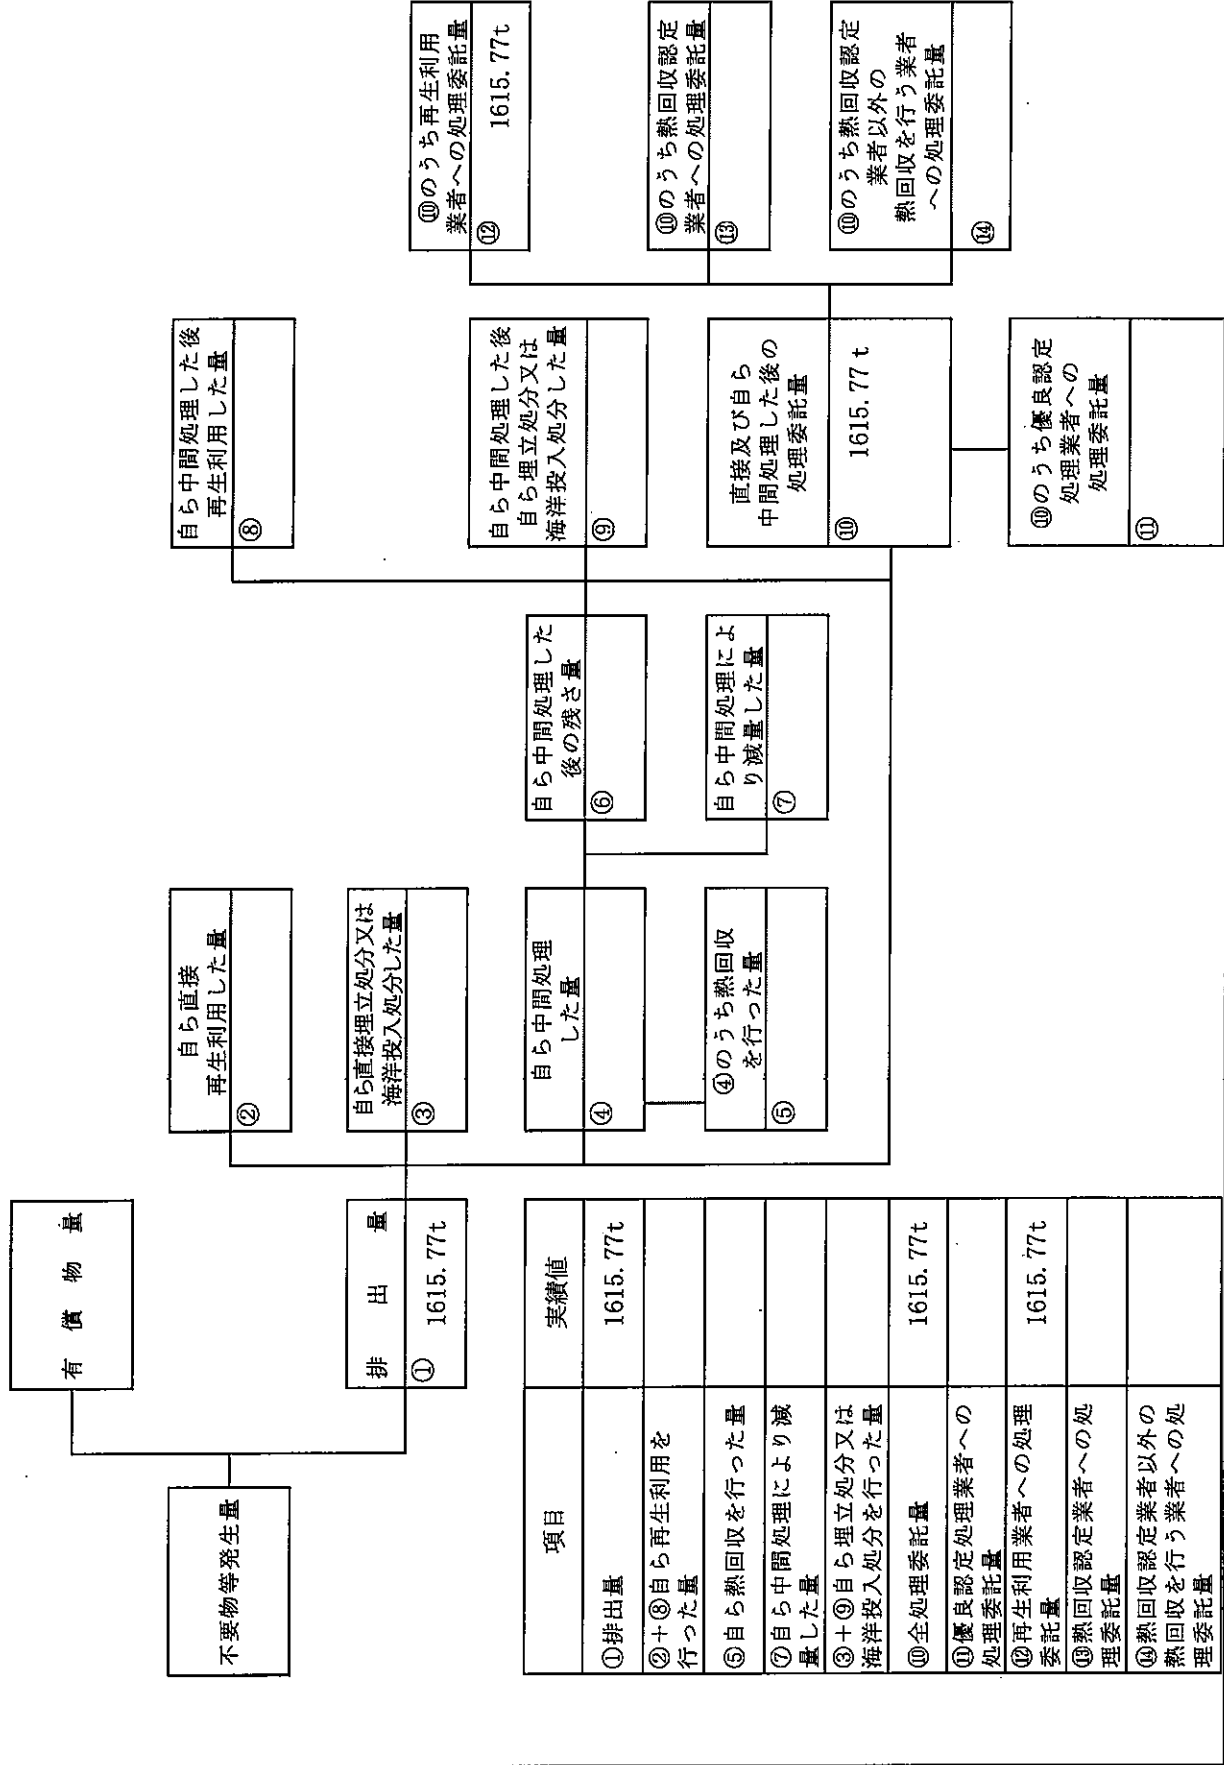 有償物量
不要物等発生量
排出量
① 1615.77t
自ら直接
再生利用した量
②
自ら直接埋立処分又は
海洋投入処分した量
③
自ら中間処理
した量
④
④のうち熱回収
を行った量
⑤
自ら中間処理した
後の残さ量
⑥
自ら中間処理によ
り減量した量
⑦
自ら中間処理した後
再生利用した量
⑧
自ら中間処理した後
自ら埋立処分又は
海洋投入処分した量
⑨
直接及び自ら
中間処理した後の
処理委託量
⑩ 1615.77t
⑩のうち優良認定
処理業者への
処理委託量
⑪
⑩のうち再生利用
業者への処理委託量
⑫ 1615.77t
⑩のうち熱回収認定
業者への処理委託量
⑬
⑩のうち熱回収認定
業者以外の
熱回収を行う業者
への処理委託量
⑭
項目 実績値
①排出量 1615.77t
②+⑧自ら再生利用を
行った量
⑤自ら熱回収を行った量
⑦自ら中間処理により減
量した量
③+⑨自ら埋立処分又は
海洋投入処分を行った量
⑩全処理委託量 1615.77t
⑪優良認定処理業者への
処理委託量
⑫再生利用業者への処理
委託量 1615.77t
⑬熱回収認定業者への処
理委託量
⑭熱回収認定業者以外の
熱回収を行う業者への処
理委託量